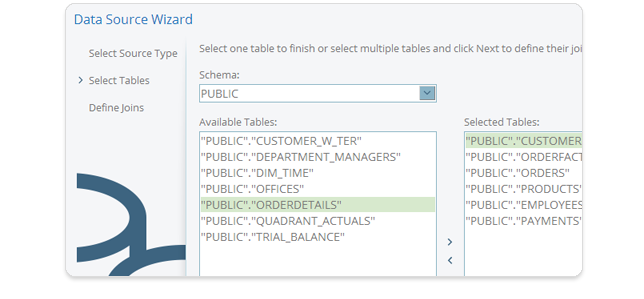 Data Source Wizard
Select Source Type
Select Tables
Define Joins
Select one table to finish or select multiple tables and click Next to define their joi
Schema:
PUBLIC
Available Tables:
"PUBLIC"."CUSTOMER_W_TER"
"PUBLIC"."DEPARTMENT_MANAGERS"
"PUBLIC"."DIM_TIME"
"PUBLIC"."OFFICES"
"PUBLIC"."ORDERDETAILS"
"PUBLIC"."QUADRANT_ACTUALS"
"PUBLIC"."TRIAL_BALANCE"
Selected Tables:
"PUBLIC"."CUSTOMER
"PUBLIC"."ORDERFACT
"PUBLIC"."ORDERS"
"PUBLIC"."PRODUCTS"
"PUBLIC"."EMPLOYEES
"PUBLIC"."PAYMENTS"